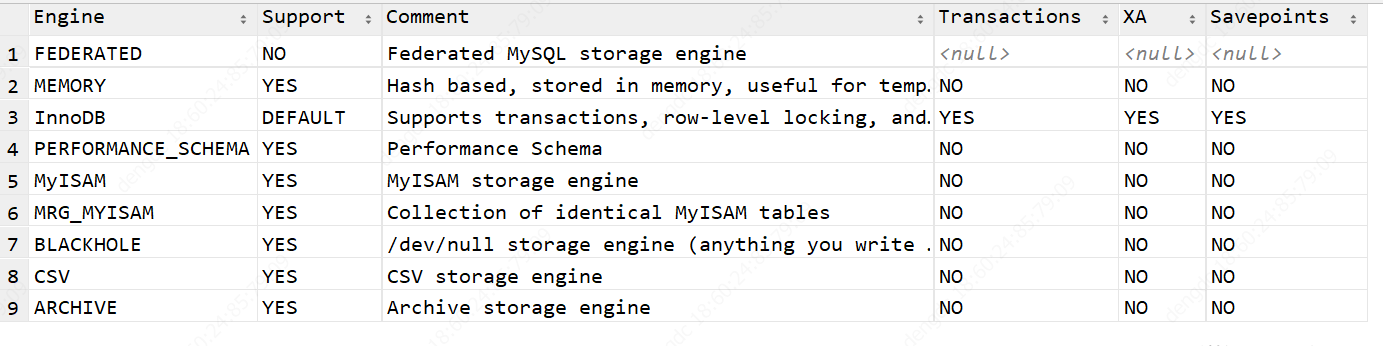 Engine Support Comment Transactions XA Savepoints
1 FEDERATED NO Federated MySQL storage engine <null> <null> <null>
2 MEMORY YES Hash based, stored in memory, useful for temp. NO NO NO
3 InnoDB DEFAULT Supports transactions, row-level locking, and. YES YES YES
4 PERFORMANCE_SCHEMA YES Performance Schema NO NO NO
5 MyISAM YES MyISAM storage engine NO NO NO
6 MRG_MYISAM YES Collection of identical MyISAM tables NO NO NO
7 BLACKHOLE YES /dev/null storage engine (anything you write . NO NO NO
8 CSV YES CSV storage engine NO NO NO
9 ARCHIVE YES Archive storage engine NO NO NO